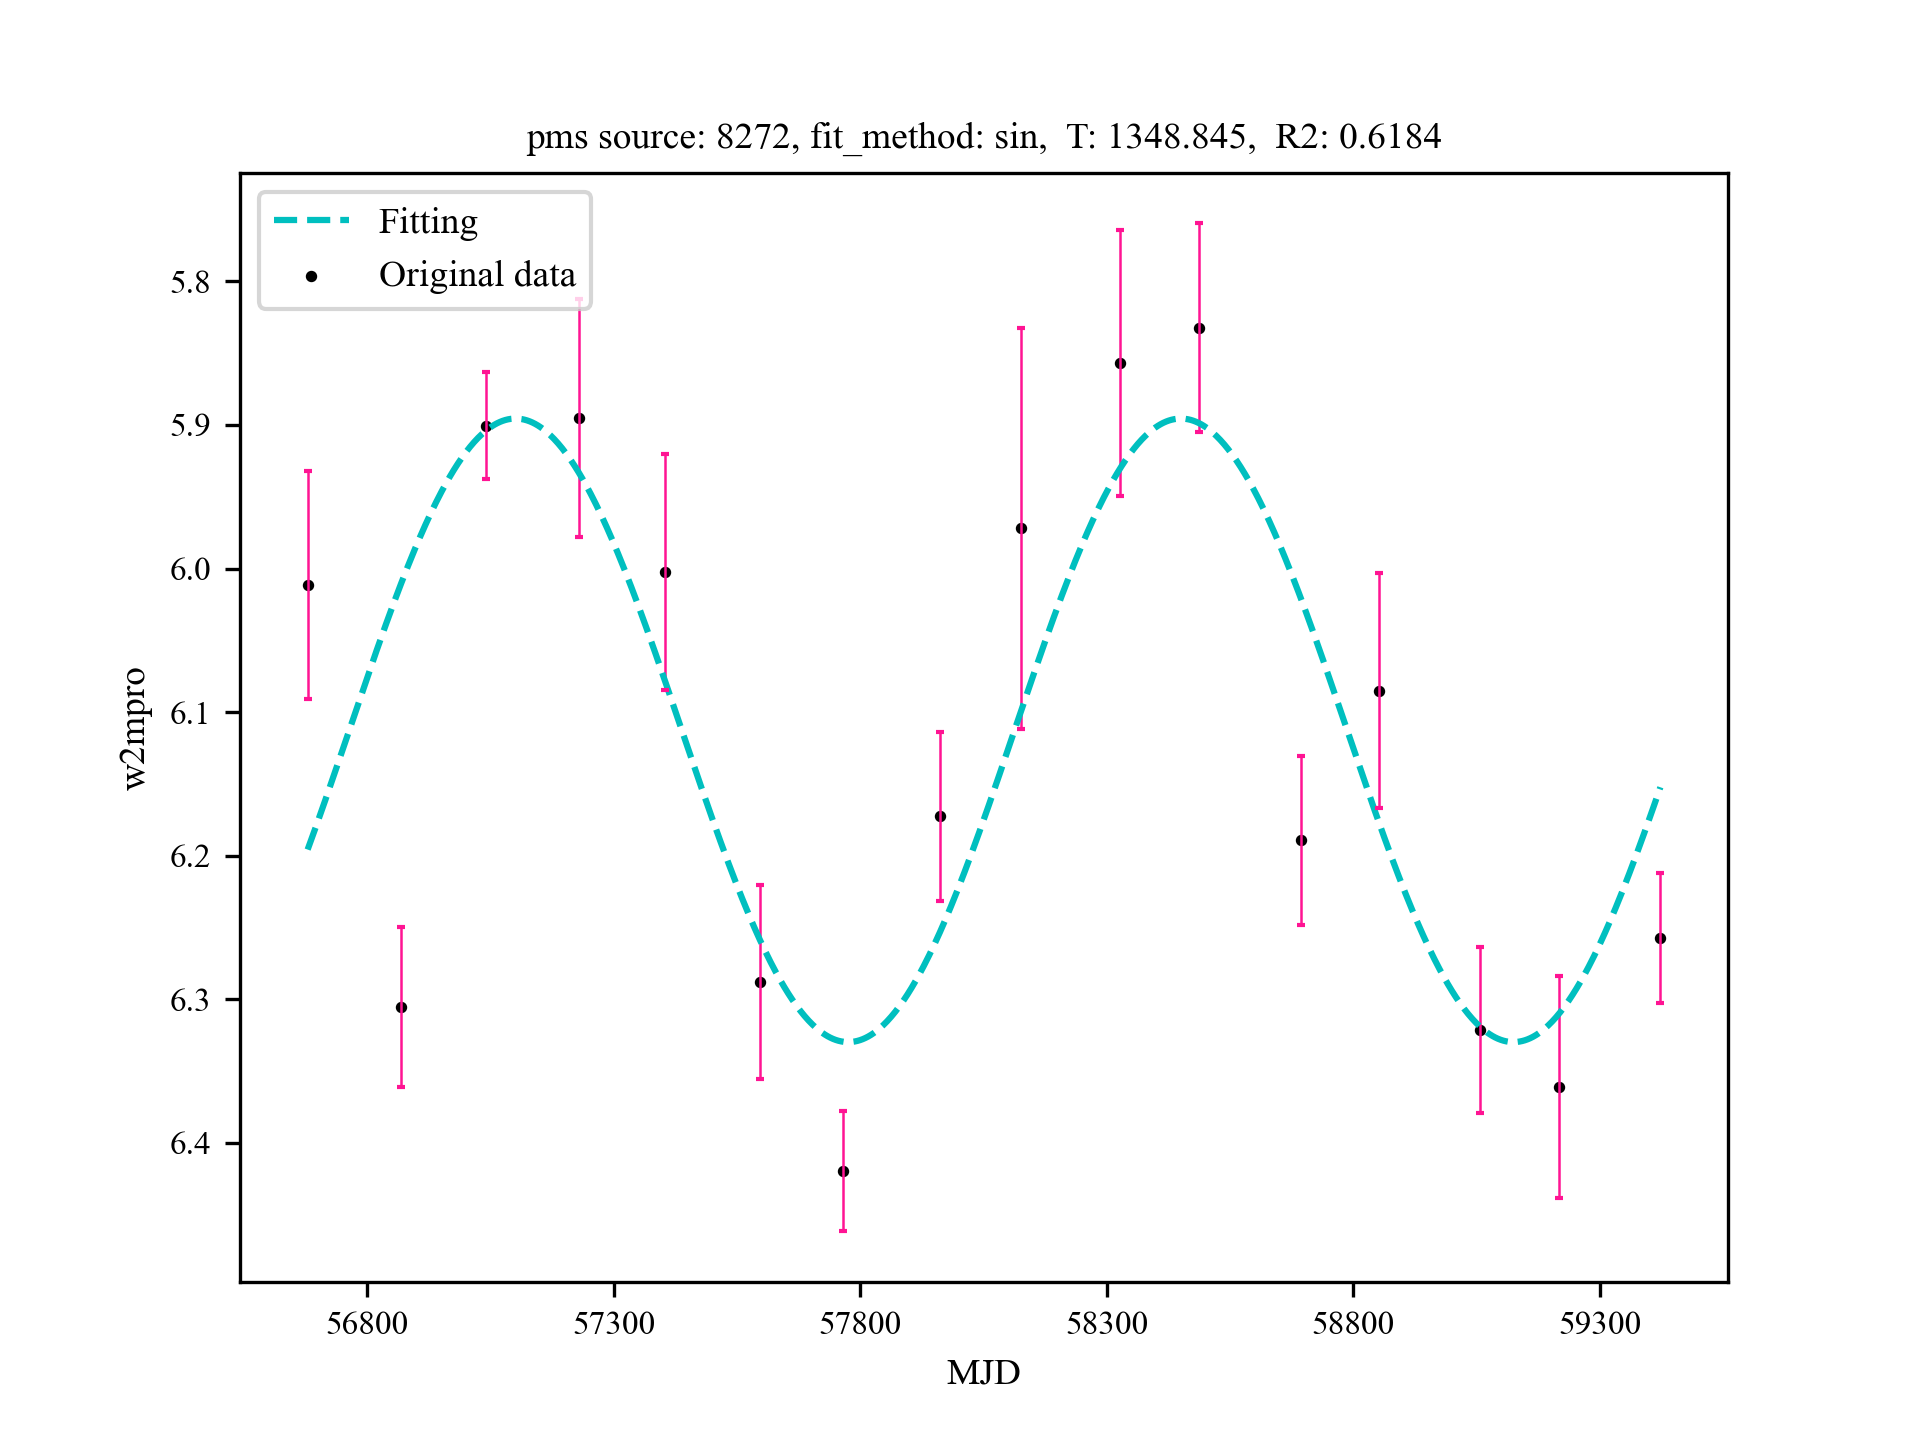 pms source: 8272, fit_method: sin,  T: 1348.845,  R2: 0.6184
Fitting
Original data
5.8
5.9
6.0
6.1
6.2
6.3
6.4
w2mpro
56800 57300 57800 58300 58800 59300
MJD